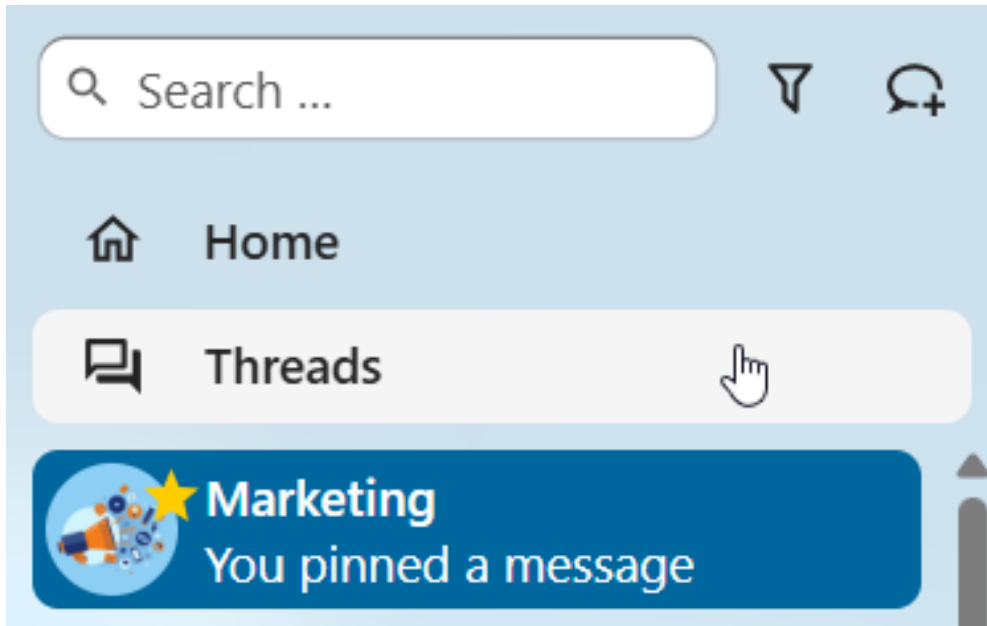 Search ...
Home
Threads
Marketing
You pinned a message